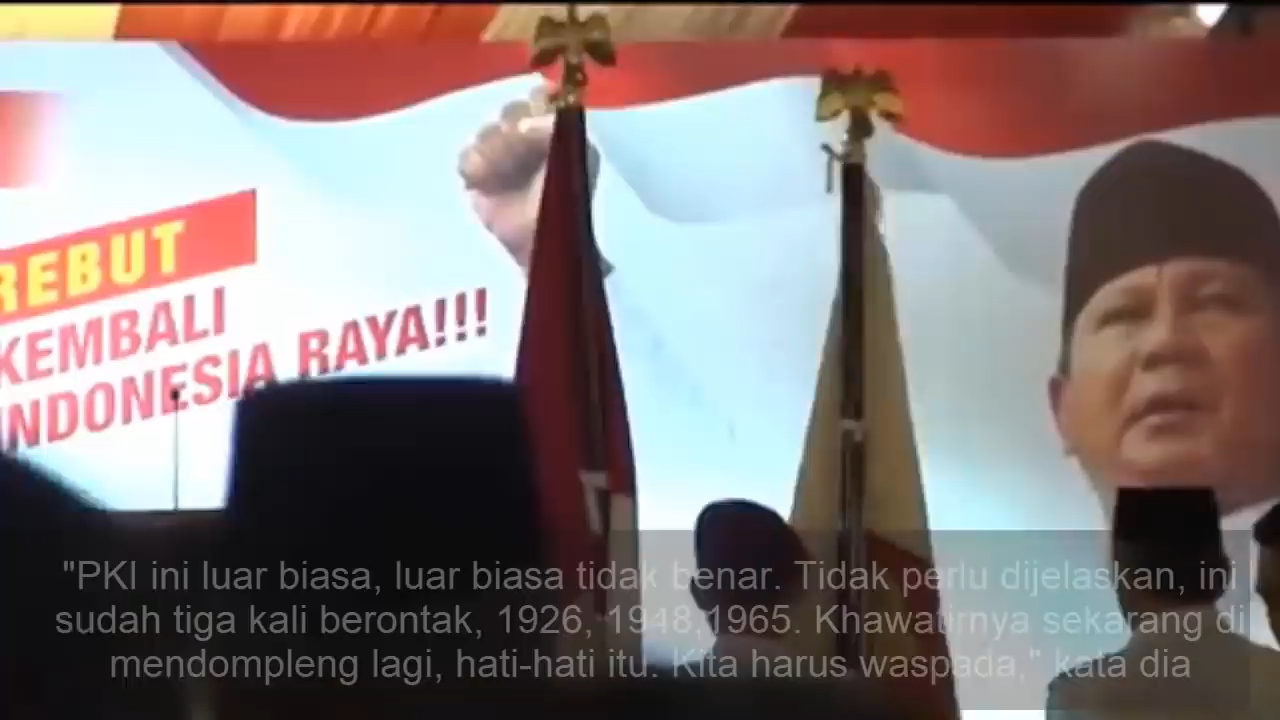 REBUT
KEMBALI
INDONESIA RAYA!!!
"PKI ini luar biasa, luar biasa tidak benar. Tidak perlu dijelaskan, ini
sudah tiga kali berontak, 1926, 1948,1965. Khawatirnya sekarang di
mendompleng lagi, hati-hati itu. Kita harus waspada," kata dia